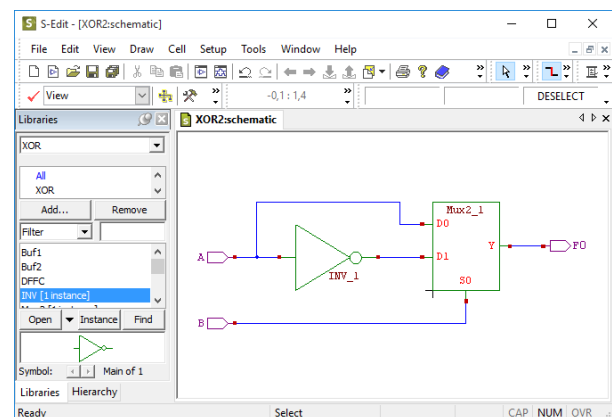 S S-Edit - [XOR2:schematic]
File Edit View Draw Cell Setup Tools Window Help
View
-0,1 : 1,4
DESELECT
Libraries
XOR2:schematic
XOR
All
XOR
Add... Remove
Filter
Buf1
Buf2
DFFC
INV [1 instance]
Open Instance Find
Symbol: Main of 1
Libraries Hierarchy
Mux2_1
D0
A
INV_1
D1
Y
FO
S0
B
Ready Select CAP NUM OVR